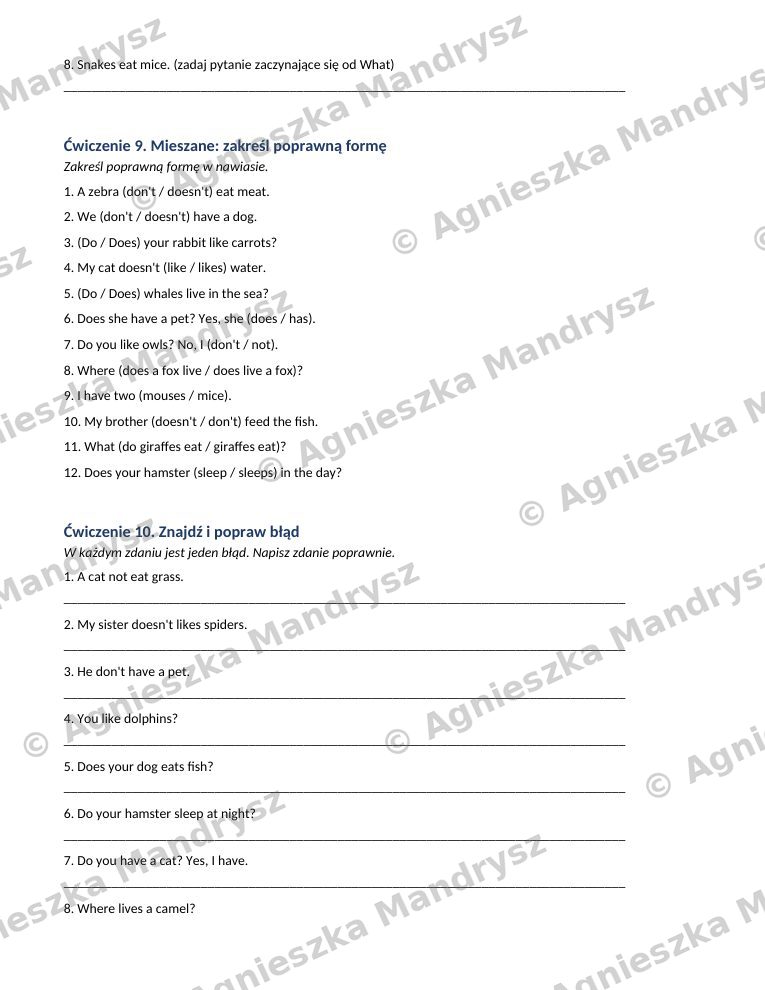 8. Snakes eat mice. (zadaj pytanie zaczynające się od What)
Ćwiczenie 9. Mieszane: zakreśl poprawną formę
Zakreśl poprawną formę w nawiasie.
1. A zebra (don't / doesn't) eat meat.
2. We (don't / doesn't) have a dog.
3. (Do / Does) your rabbit like carrots?
4. My cat doesn't (like / likes) water.
5. (Do / Does) whales live in the sea?
6. Does she have a pet? Yes, she (does / has).
7. Do you like owls? No, I (don't / not).
8. Where (does a fox live / does live a fox)?
9. I have two (mouses / mice).
10. My brother (doesn't / don't) feed the fish.
11. What (do giraffes eat / giraffes eat)?
12. Does your hamster (sleep / sleeps) in the day?
Ćwiczenie 10. Znajdź i popraw błąd
W każdym zdaniu jest jeden błąd. Napisz zdanie poprawnie.
1. A cat not eat grass.
2. My sister doesn't likes spiders.
3. He don't have a pet.
4. You like dolphins?
5. Does your dog eats fish?
6. Do your hamster sleep at night?
7. Do you have a cat? Yes, I have.
8. Where lives a camel?
© Agnieszka Mandrysz